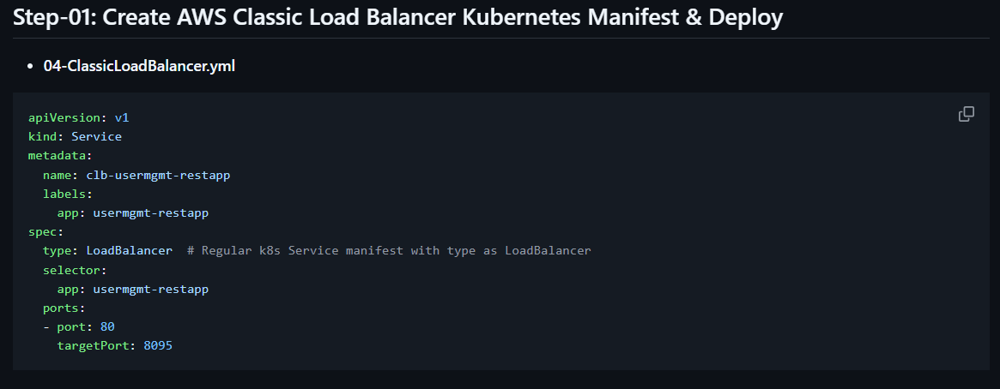 Step-01: Create AWS Classic Load Balancer Kubernetes Manifest & Deploy
• 04-ClassicLoadBalancer.yml
apiVersion: v1
kind: Service
metadata:
  name: clb-usermgmt-restapp
  labels:
    app: usermgmt-restapp
spec:
  type: LoadBalancer  # Regular k8s Service manifest with type as LoadBalancer
  selector:
    app: usermgmt-restapp
  ports:
  - port: 80
    targetPort: 8095